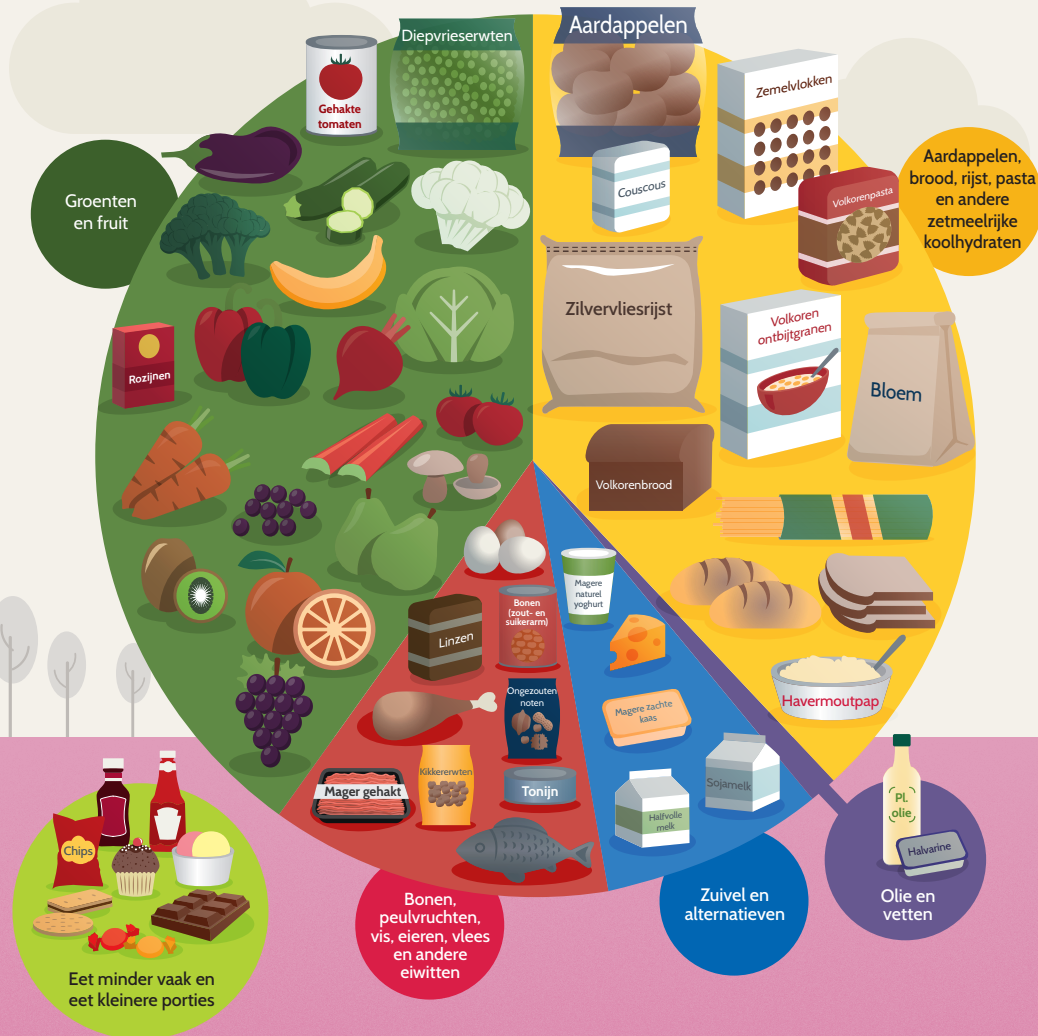 Diepvrieserwten
Aardappelen
Gehakte
tomaten
Zemelvlokken
Couscous
Volkorenpasta
Aardappelen,
brood, rijst, pasta
en andere
zetmeelrijke
koolhydraten
Groenten
en fruit
Zilvervliesrijst
Volkoren
ontbijtgranen
Rozijnen
Bloem
Volkorenbrood
Magere
naturel
yoghurt
Bonen
(zout- en
suikerarm)
Linzen
Ongezouten
noten
Magere zachte
kaas
Havermoutpap
Kikkererwten
Mager gehakt
Tonijn
Sojamelk
Halfvolle
melk
Pl.
olie
Halvarine
Chips
Olie en
vetten
Zuivel en
alternatieven
Bonen,
peulvruchten,
vis, eieren, vlees
en andere
eiwitten
Eet minder vaak en
eet kleinere porties